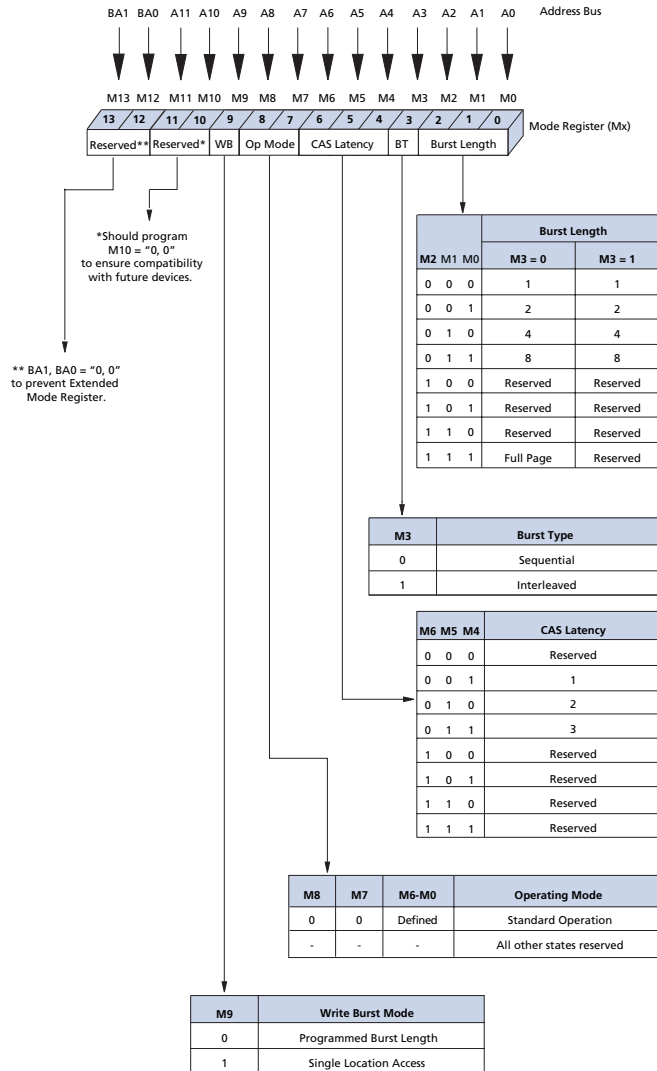 BA1 BA0 A11 A10 A9 A8 A7 A6 A5 A4 A3 A2 A1 A0 Address Bus
M13 M12 M11 M10 M9 M8 M7 M6 M5 M4 M3 M2 M1 M0
13 12 11 10 9 8 7 6 5 4 3 2 1 0
Mode Register (Mx)
Reserved** Reserved* WB Op Mode CAS Latency BT Burst Length
*Should program
M10 = “0, 0”
to ensure compatibility
with future devices.
** BA1, BA0 = “0, 0”
to prevent Extended
Mode Register.
Burst Length
M2 M1 M0 M3 = 0 M3 = 1
0 0 0 1 1
0 0 1 2 2
0 1 0 4 4
0 1 1 8 8
1 0 0 Reserved Reserved
1 0 1 Reserved Reserved
1 1 0 Reserved Reserved
1 1 1 Full Page Reserved
M3 Burst Type
0 Sequential
1 Interleaved
M6 M5 M4 CAS Latency
0 0 0 Reserved
0 0 1 1
0 1 0 2
0 1 1 3
1 0 0 Reserved
1 0 1 Reserved
1 1 0 Reserved
1 1 1 Reserved
M8 M7 M6-M0 Operating Mode
0 0 Defined Standard Operation
- - - All other states reserved
M9 Write Burst Mode
0 Programmed Burst Length
1 Single Location Access